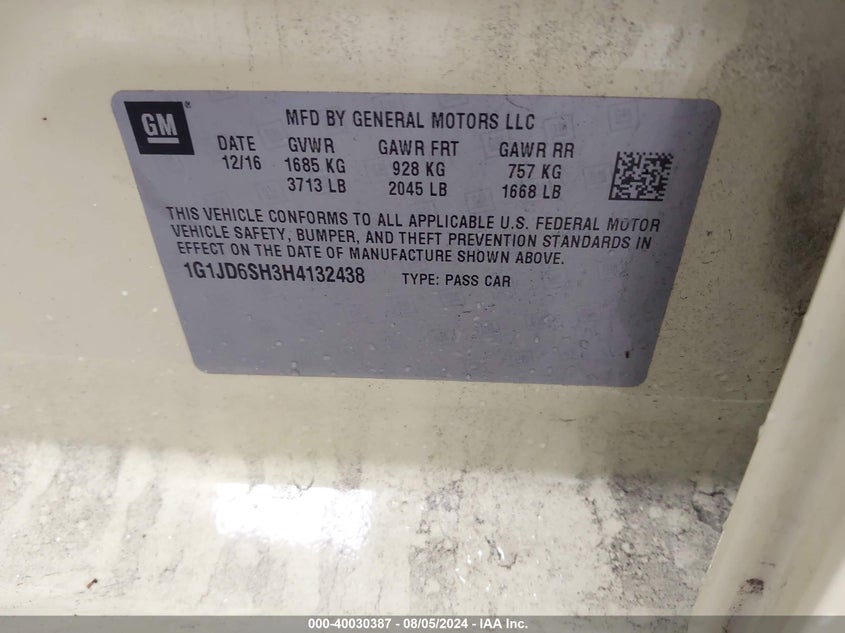 GM ®
MFD BY GENERAL MOTORS LLC
DATE GVWR GAWR FRT GAWR RR
12/16 1685 KG 928 KG 757 KG
3713 LB 2045 LB 1668 LB
THIS VEHICLE CONFORMS TO ALL APPLICABLE U.S. FEDERAL MOTOR
VEHICLE SAFETY, BUMPER, AND THEFT PREVENTION STANDARDS IN
EFFECT ON THE DATE OF MANUFACTURE SHOWN ABOVE.
1G1JD6SH3H4132438 TYPE: PASS CAR
000-40030387 - 08/05/2024 - IAA Inc.